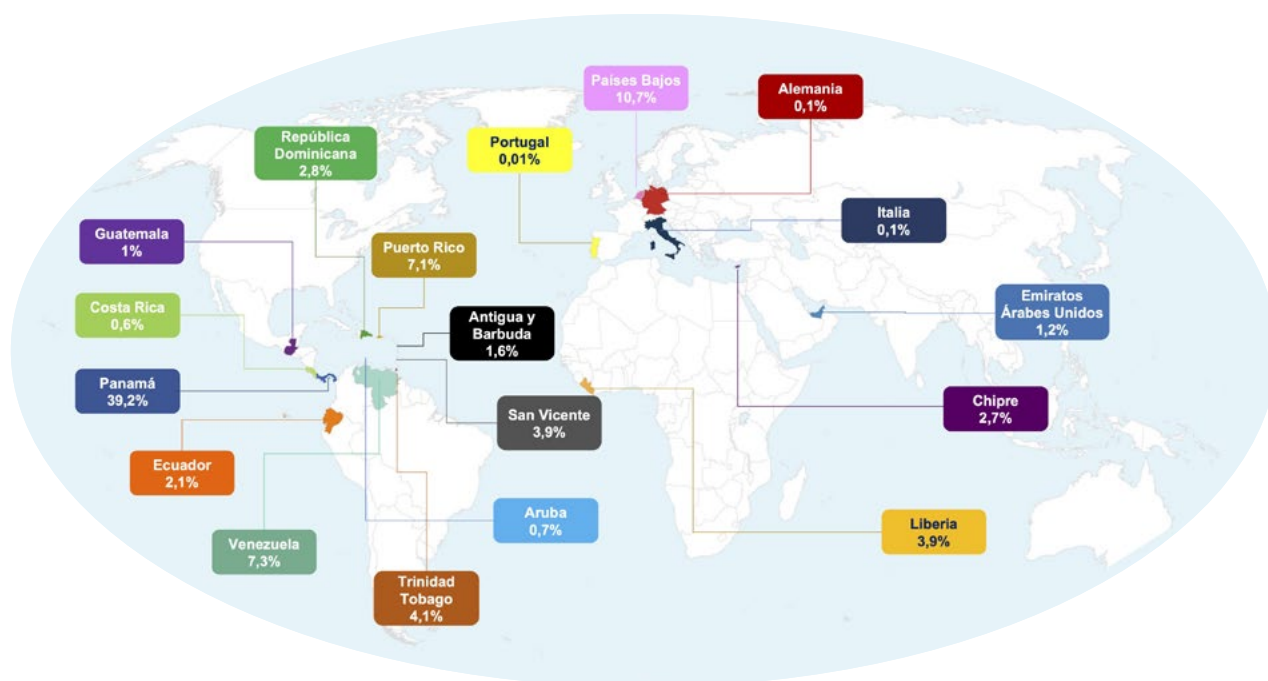 Países Bajos
10,7%
Alemania
0,1%
República
Dominicana
2,8%
Portugal
0,01%
Italia
0,1%
Guatemala
1%
Puerto Rico
7,1%
Costa Rica
0,6%
Antigua y
Barbuda
1,6%
Emiratos
Árabes Unidos
1,2%
Panamá
39,2%
San Vicente
3,9%
Chipre
2,7%
Ecuador
2,1%
Aruba
0,7%
Liberia
3,9%
Venezuela
7,3%
Trinidad
Tobago
4,1%